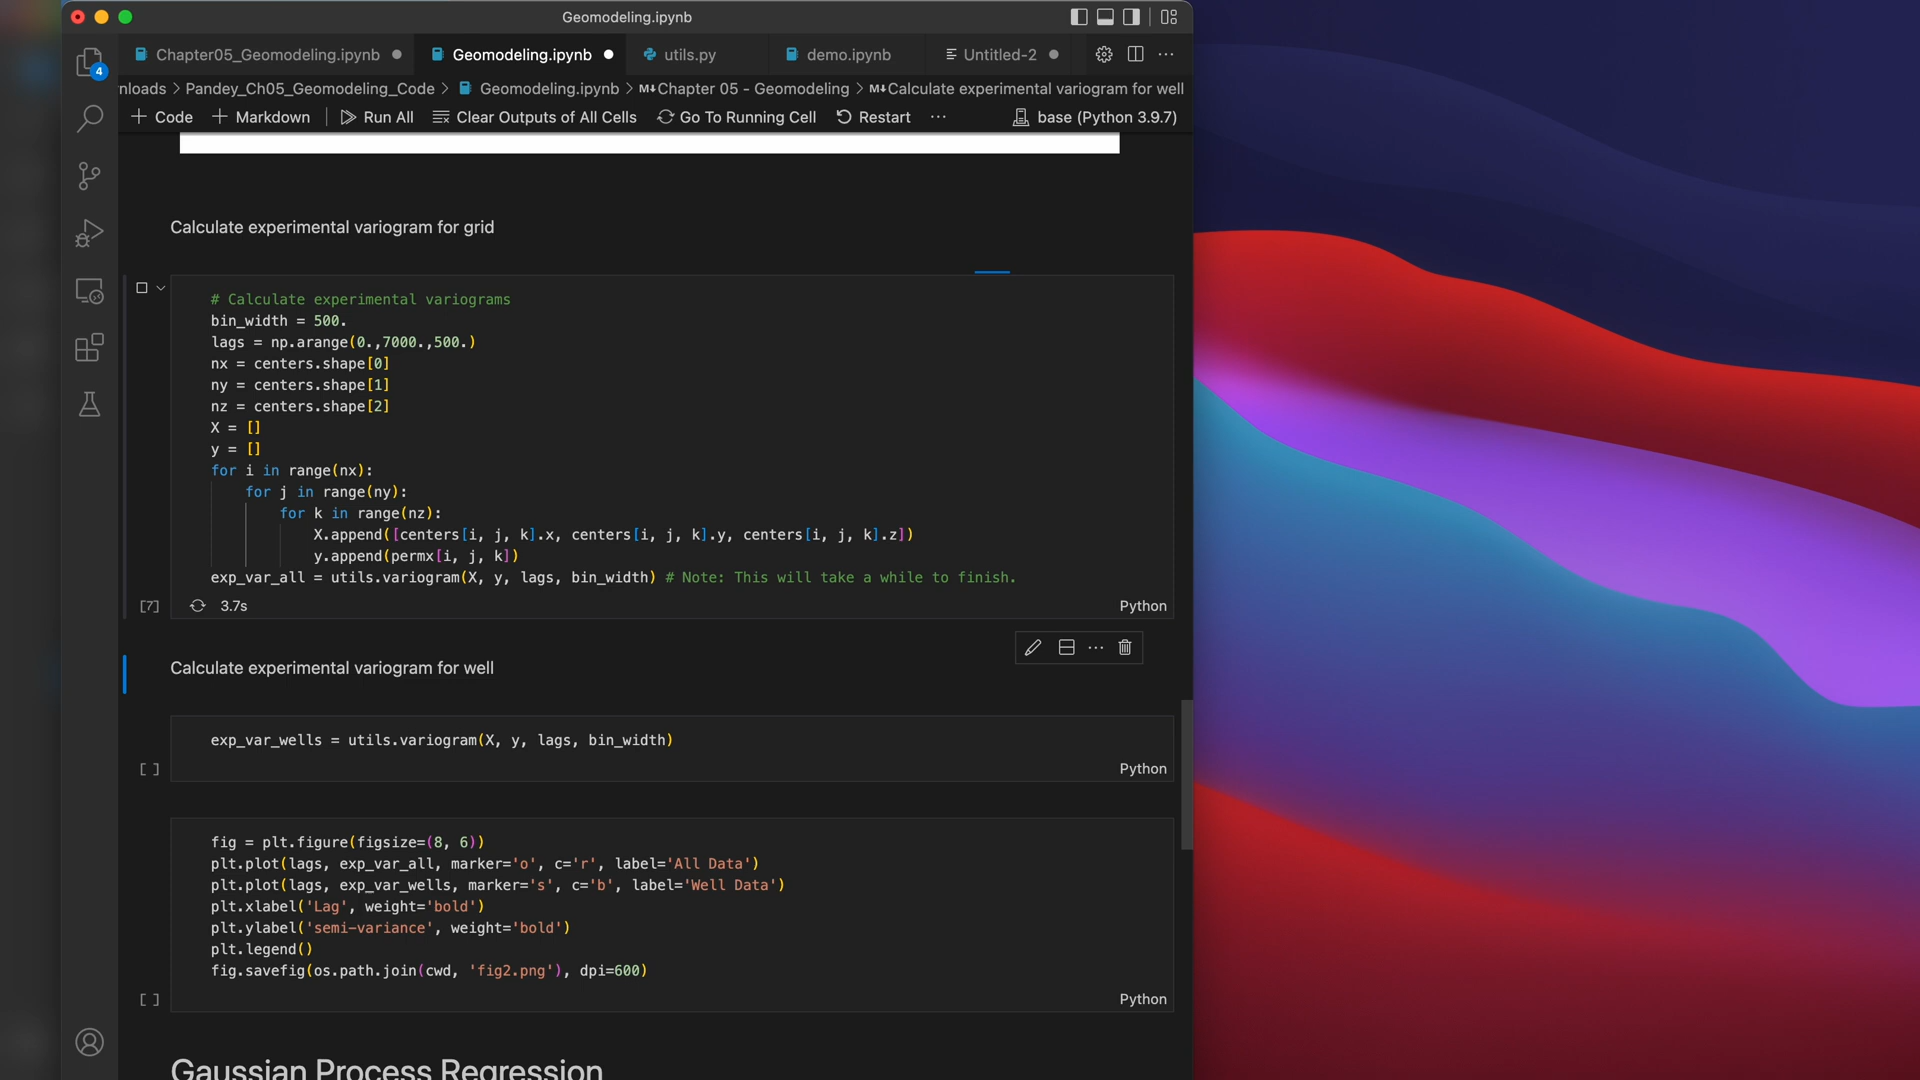 Geomodeling.ipynb
Chapter05_Geomodeling.ipynb
Geomodeling.ipynb
utils.py
demo.ipynb
Untitled-2
4
nloads > Pandey_Ch05_Geomodeling_Code > Geomodeling.ipynb > M↓Chapter 05 - Geomodeling > M↓Calculate experimental variogram for well
+ Code + Markdown Run All Clear Outputs of All Cells Go To Running Cell Restart ··· base (Python 3.9.7)
Calculate experimental variogram for grid
# Calculate experimental variograms
bin_width = 500.
lags = np.arange(0.,7000.,500.)
nx = centers.shape[0]
ny = centers.shape[1]
nz = centers.shape[2]
X = []
y = []
for i in range(nx):
for j in range(ny):
for k in range(nz):
X.append([centers[i, j, k].x, centers[i, j, k].y, centers[i, j, k].z])
y.append(permx[i, j, k])
exp_var_all = utils.variogram(X, y, lags, bin_width) # Note: This will take a while to finish.
[7] 3.7s Python
Calculate experimental variogram for well
exp_var_wells = utils.variogram(X, y, lags, bin_width)
[ ] Python
fig = plt.figure(figsize=(8, 6))
plt.plot(lags, exp_var_all, marker='o', c='r', label='All Data')
plt.plot(lags, exp_var_wells, marker='s', c='b', label='Well Data')
plt.xlabel('Lag', weight='bold')
plt.ylabel('semi-variance', weight='bold')
plt.legend()
fig.savefig(os.path.join(cwd, 'fig2.png'), dpi=600)
[ ] Python
Gaussian Process Regression